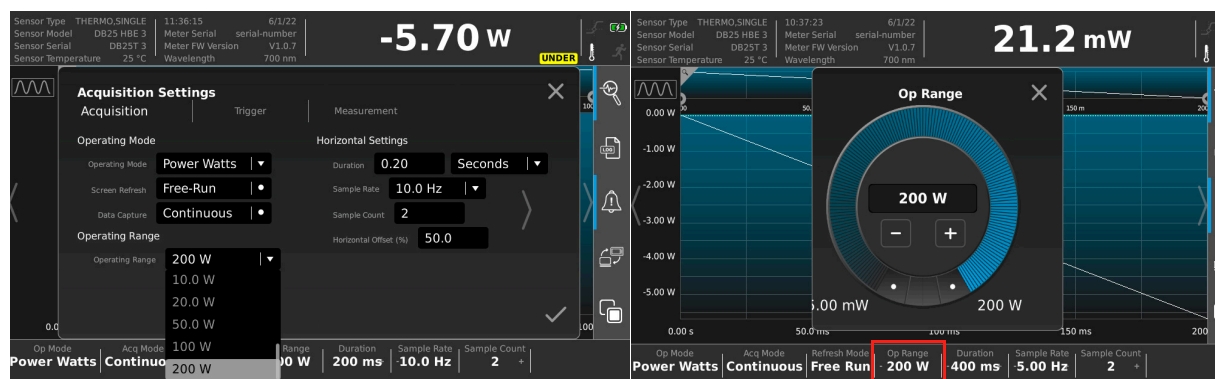 Sensor Type THERMO,SINGLE 11:36:15 6/1/22
Sensor Model DB25 HBE 3 Meter Serial serial-number
Sensor Serial DB25T 3 Meter FW Version V1.0.7
Sensor Temperature 25 °C Wavelength 700 nm
-5.70 W
UNDER
Acquisition Settings
Acquisition Trigger Measurement
Operating Mode Horizontal Settings
Operating Mode Power Watts Duration 0.20 Seconds
Screen Refresh Free-Run Sample Rate 10.0 Hz
Data Capture Continuous Sample Count 2
Operating Range Horizontal Offset (%) 50.0
Operating Range 200 W
10.0 W
20.0 W
50.0 W
100 W
200 W
LOG
Op Mode Acq Mode Range Duration Sample Rate Sample Count
Power Watts Continuo 00 W 200 ms 10.0 Hz 2 +
Sensor Type THERMO,SINGLE 10:37:23 6/1/22
Sensor Model DB25 HBE 3 Meter Serial serial-number
Sensor Serial DB25T 3 Meter FW Version V1.0.7
Sensor Temperature 25 °C Wavelength 700 nm
21.2 mW
Op Range
150 m
0.00 W
-1.00 W
-2.00 W
-3.00 W
-4.00 W
-5.00 W
200 W
- +
.00 mW 200 W
0.00 s 50.0 ms 100 ms 150 ms 200
Op Mode Acq Mode Refresh Mode Op Range Duration Sample Rate Sample Count
Power Watts Continuous Free Run - 200 W -400 ms 5.00 Hz 2 +